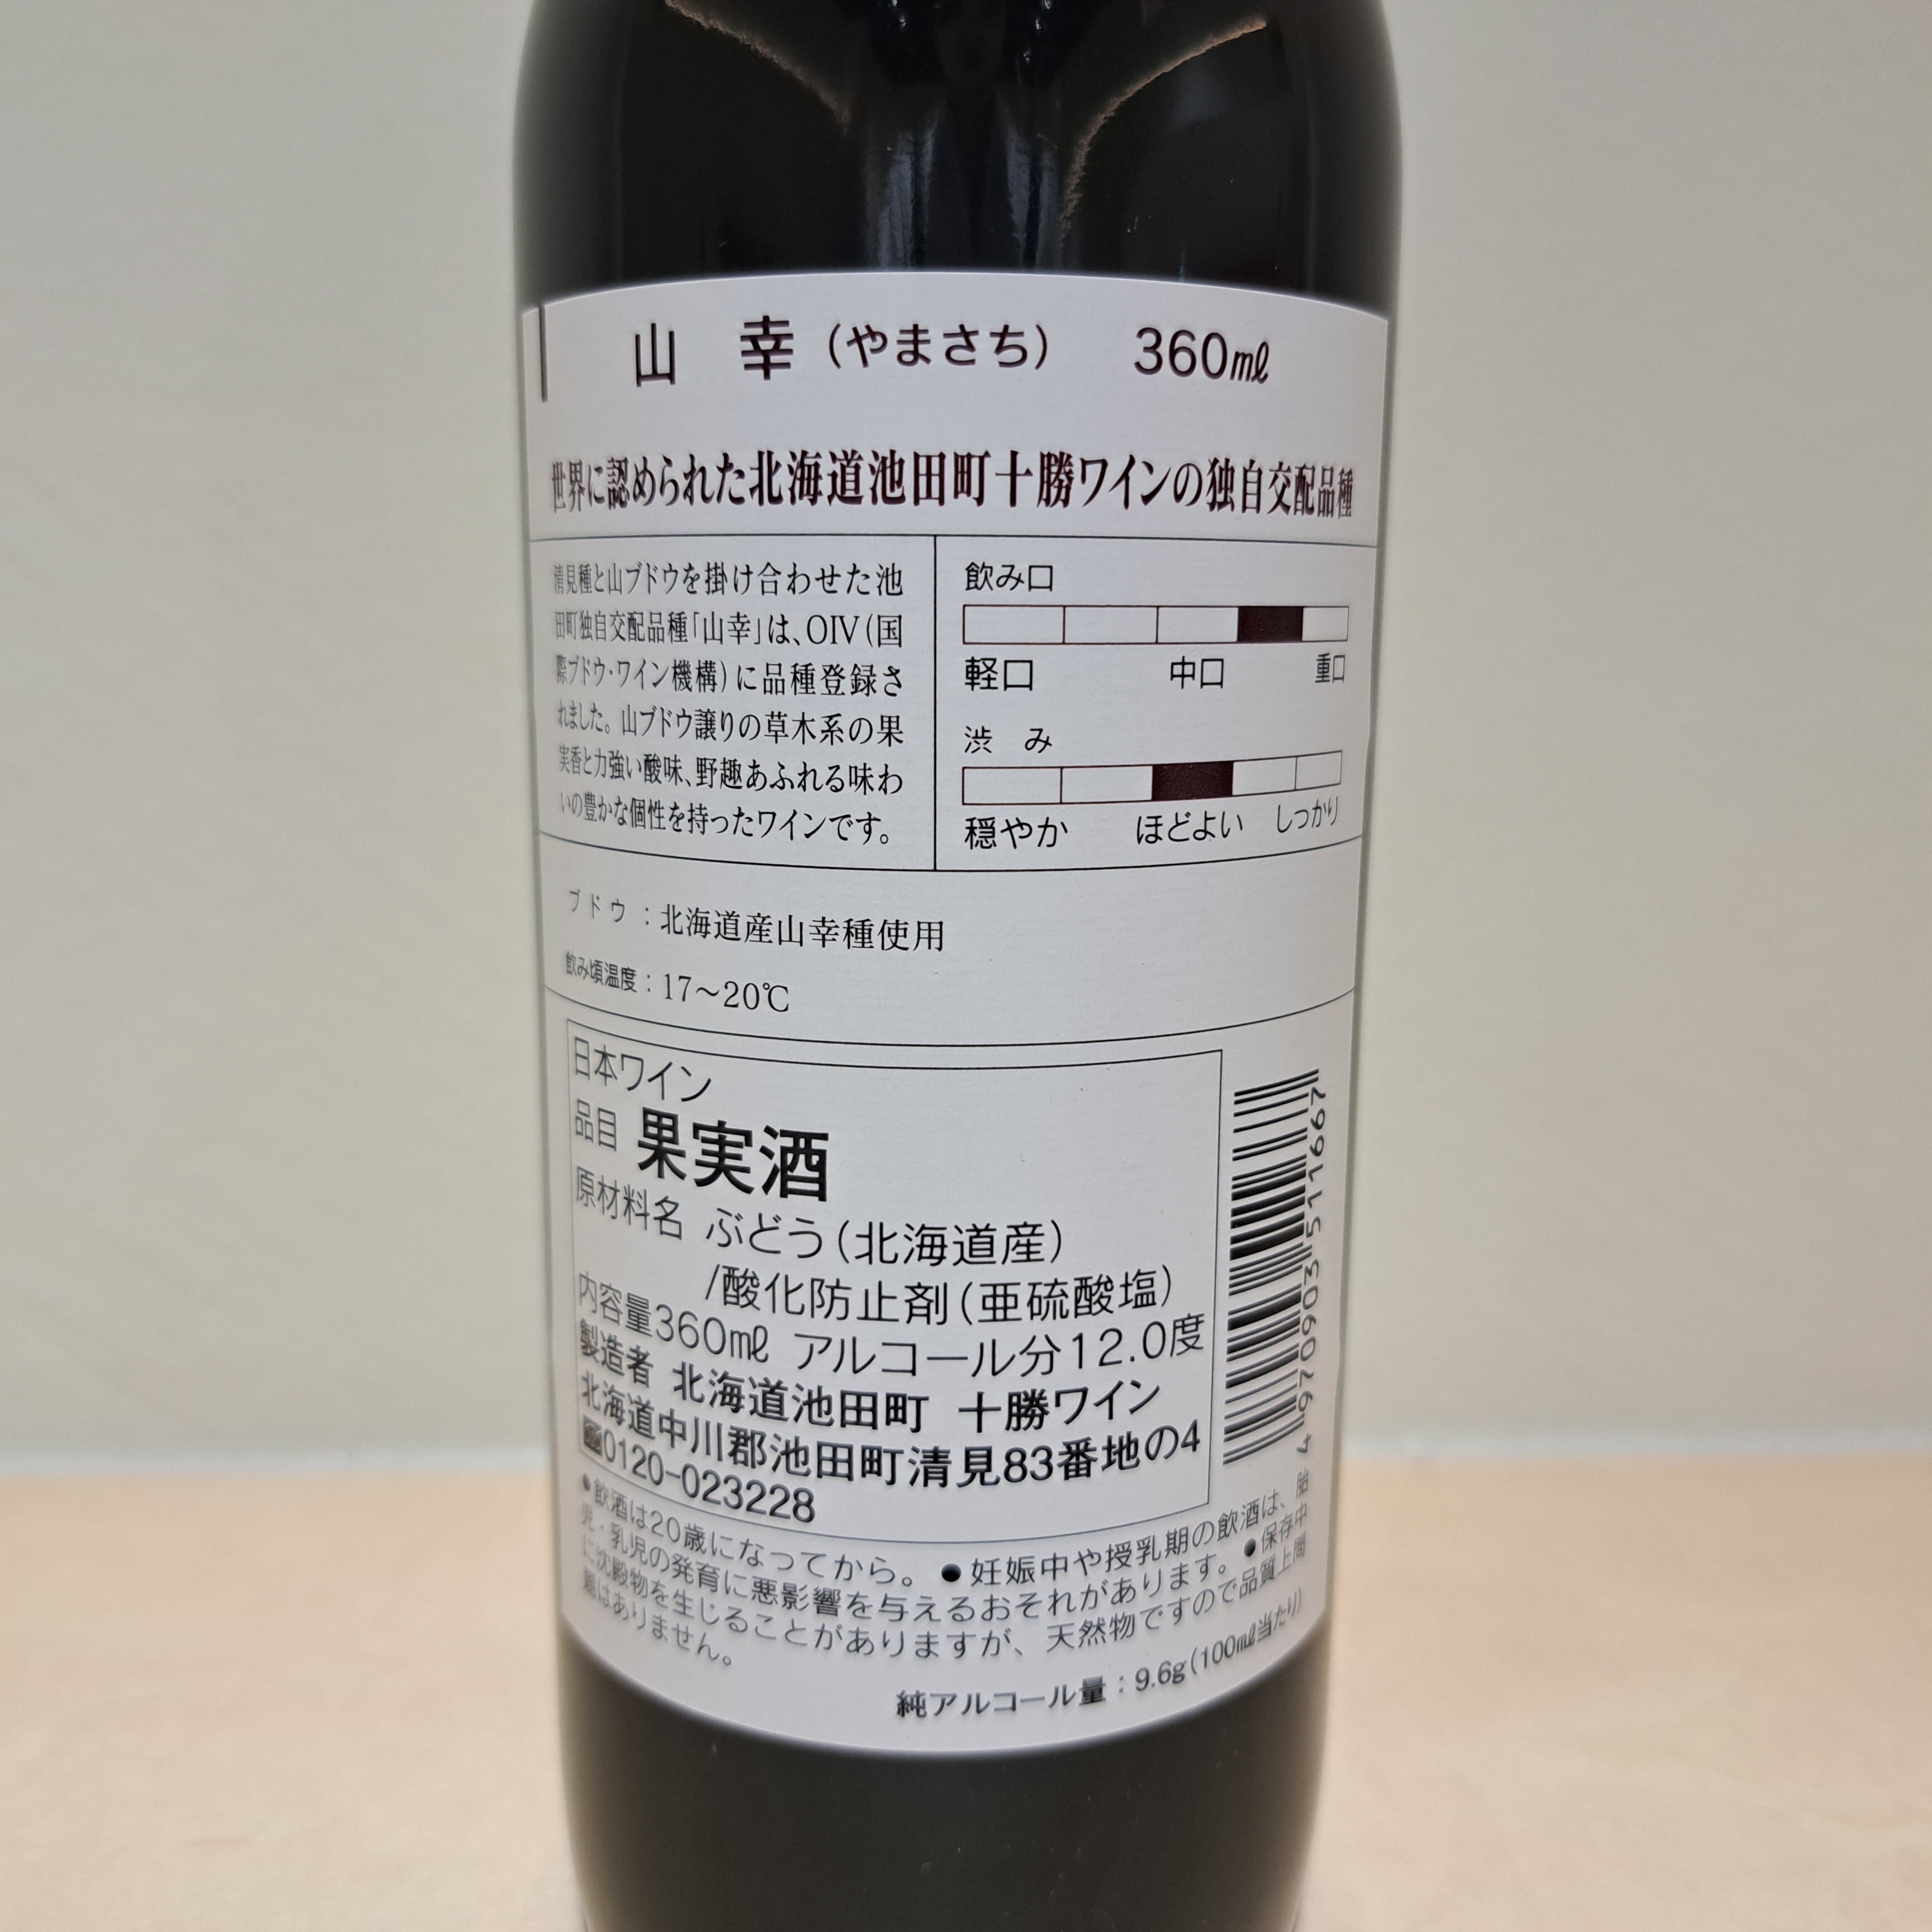 山 幸（やまさち） 360㎖
世界に認められた北海道池田町十勝ワインの独自交配品種
清見種と山ブドウを掛け合わせた池
田町独自交配品種「山幸」は、OIV(国
際ブドウ・ワイン機構)に品種登録さ
れました。山ブドウ譲りの草木系の果
実香と力強い酸味、野趣あふれる味わ
いの豊かな個性を持ったワインです。
飲み口
軽口 中口 重口
渋み
穏やか ほどよい しっかり
ブドウ：北海道産山幸種使用
飲み頃温度：17〜20℃
日本ワイン
品目 果実酒
原材料名 ぶどう（北海道産）
/酸化防止剤（亜硫酸塩）
内容量360㎖ アルコール分12.0度
製造者 北海道池田町 十勝ワイン
北海道中川郡池田町清見83番地の4
☎0120-023228
4 970903 511667
●飲酒は20歳になってから。●妊娠中や授乳期の飲酒は、胎
児・乳児の発育に悪影響を与えるおそれがあります。●保存中
に沈殿物を生じることがありますが、天然物ですので品質上問
題はありません。
純アルコール量：9.6g(100㎖当たり)